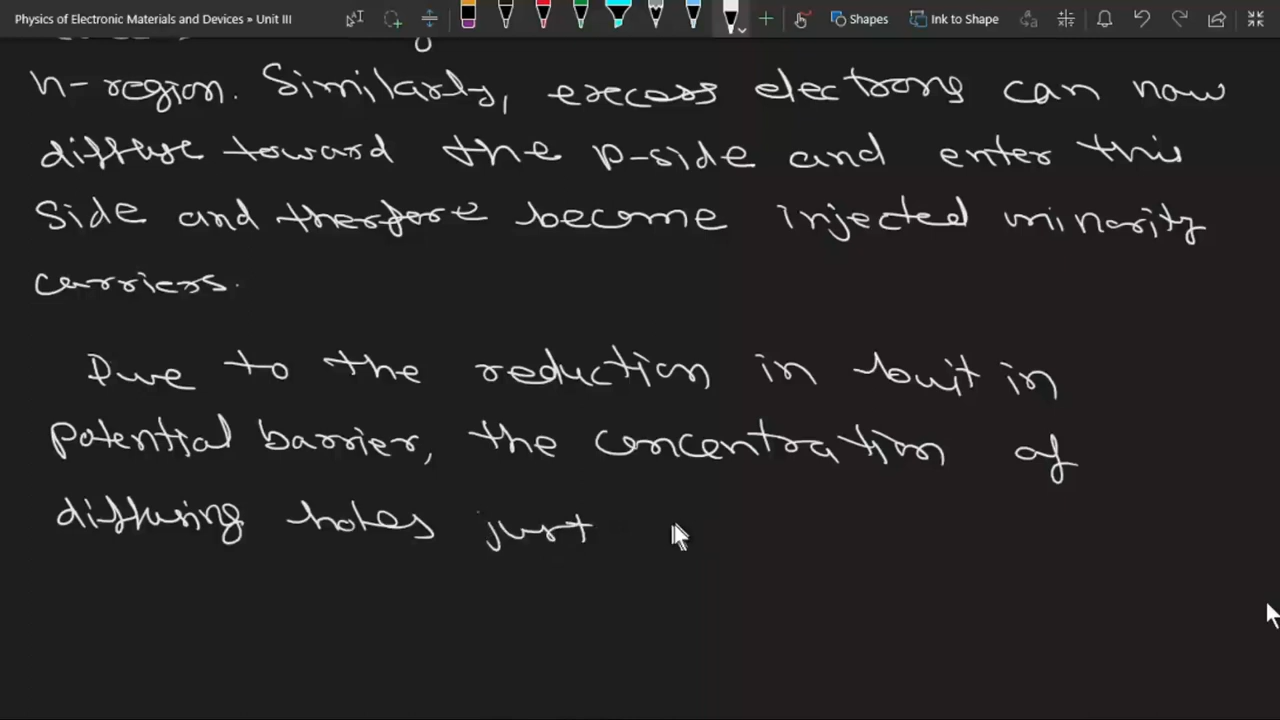 Physics of Electronic Materials and Devices » Unit III
Shapes
Ink to Shape
n-region. Similarly, excess electrons can now
diffuse toward the p-side and enter this
Side and therfore become injected minority
carriers.
Due to the reduction in buit in
potential barrier, the concentration of
diffusing holes just